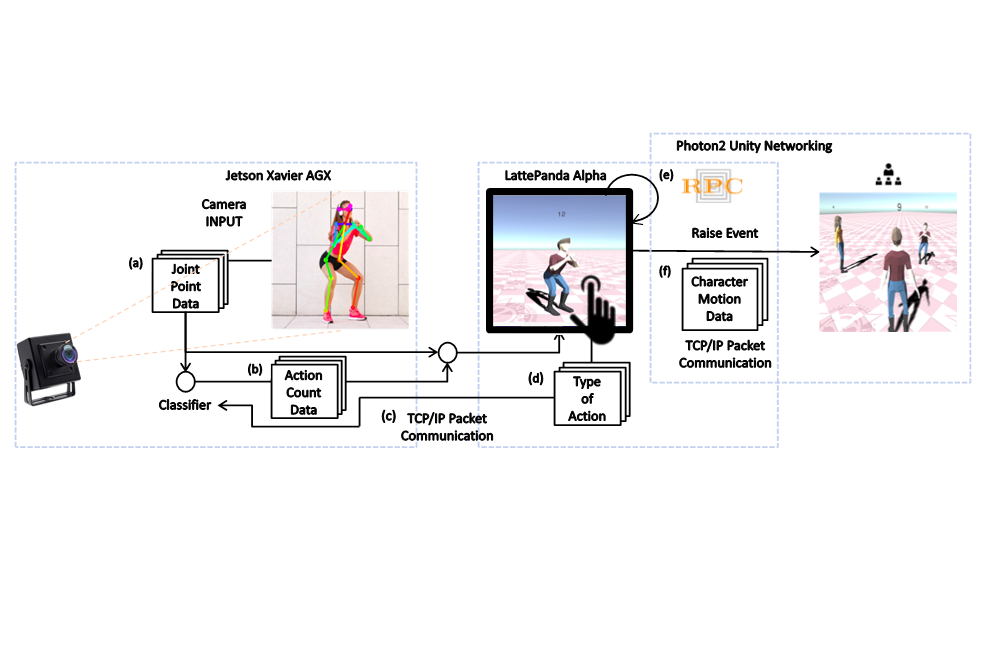 Photon2 Unity Networking
Jetson Xavier AGX
LattePanda Alpha
(e)
RPC
Camera
INPUT
12
9
Raise Event
(a)
Joint
Point
Data
(f)
Character
Motion
Data
TCP/IP Packet
Communication
(b)
Action
Count
Data
(d)
Type
of
Action
Classifier
(c)
TCP/IP Packet
Communication